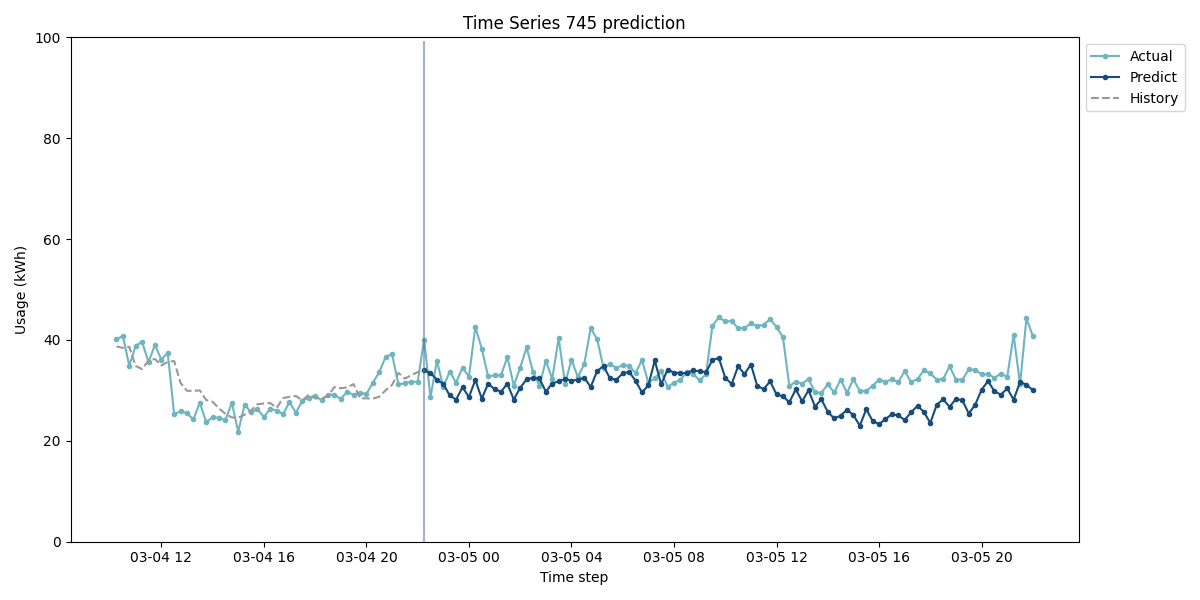 Time Series 745 prediction
100
80
60
40
20
0
Usage (kWh)
03-04 12 03-04 16 03-04 20 03-05 00 03-05 04 03-05 08 03-05 12 03-05 16 03-05 20
Time step
Actual
Predict
History